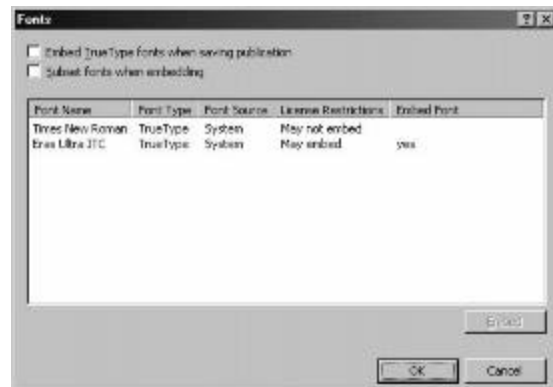 Fonts
Embed TrueType fonts when saving publication
Subset fonts when embedding
Font Name Font Type Font Source License Restrictions Embed Font
Times New Roman TrueType System May not embed
Eras Ultra ITC TrueType System May embed yes
Embed
OK Cancel